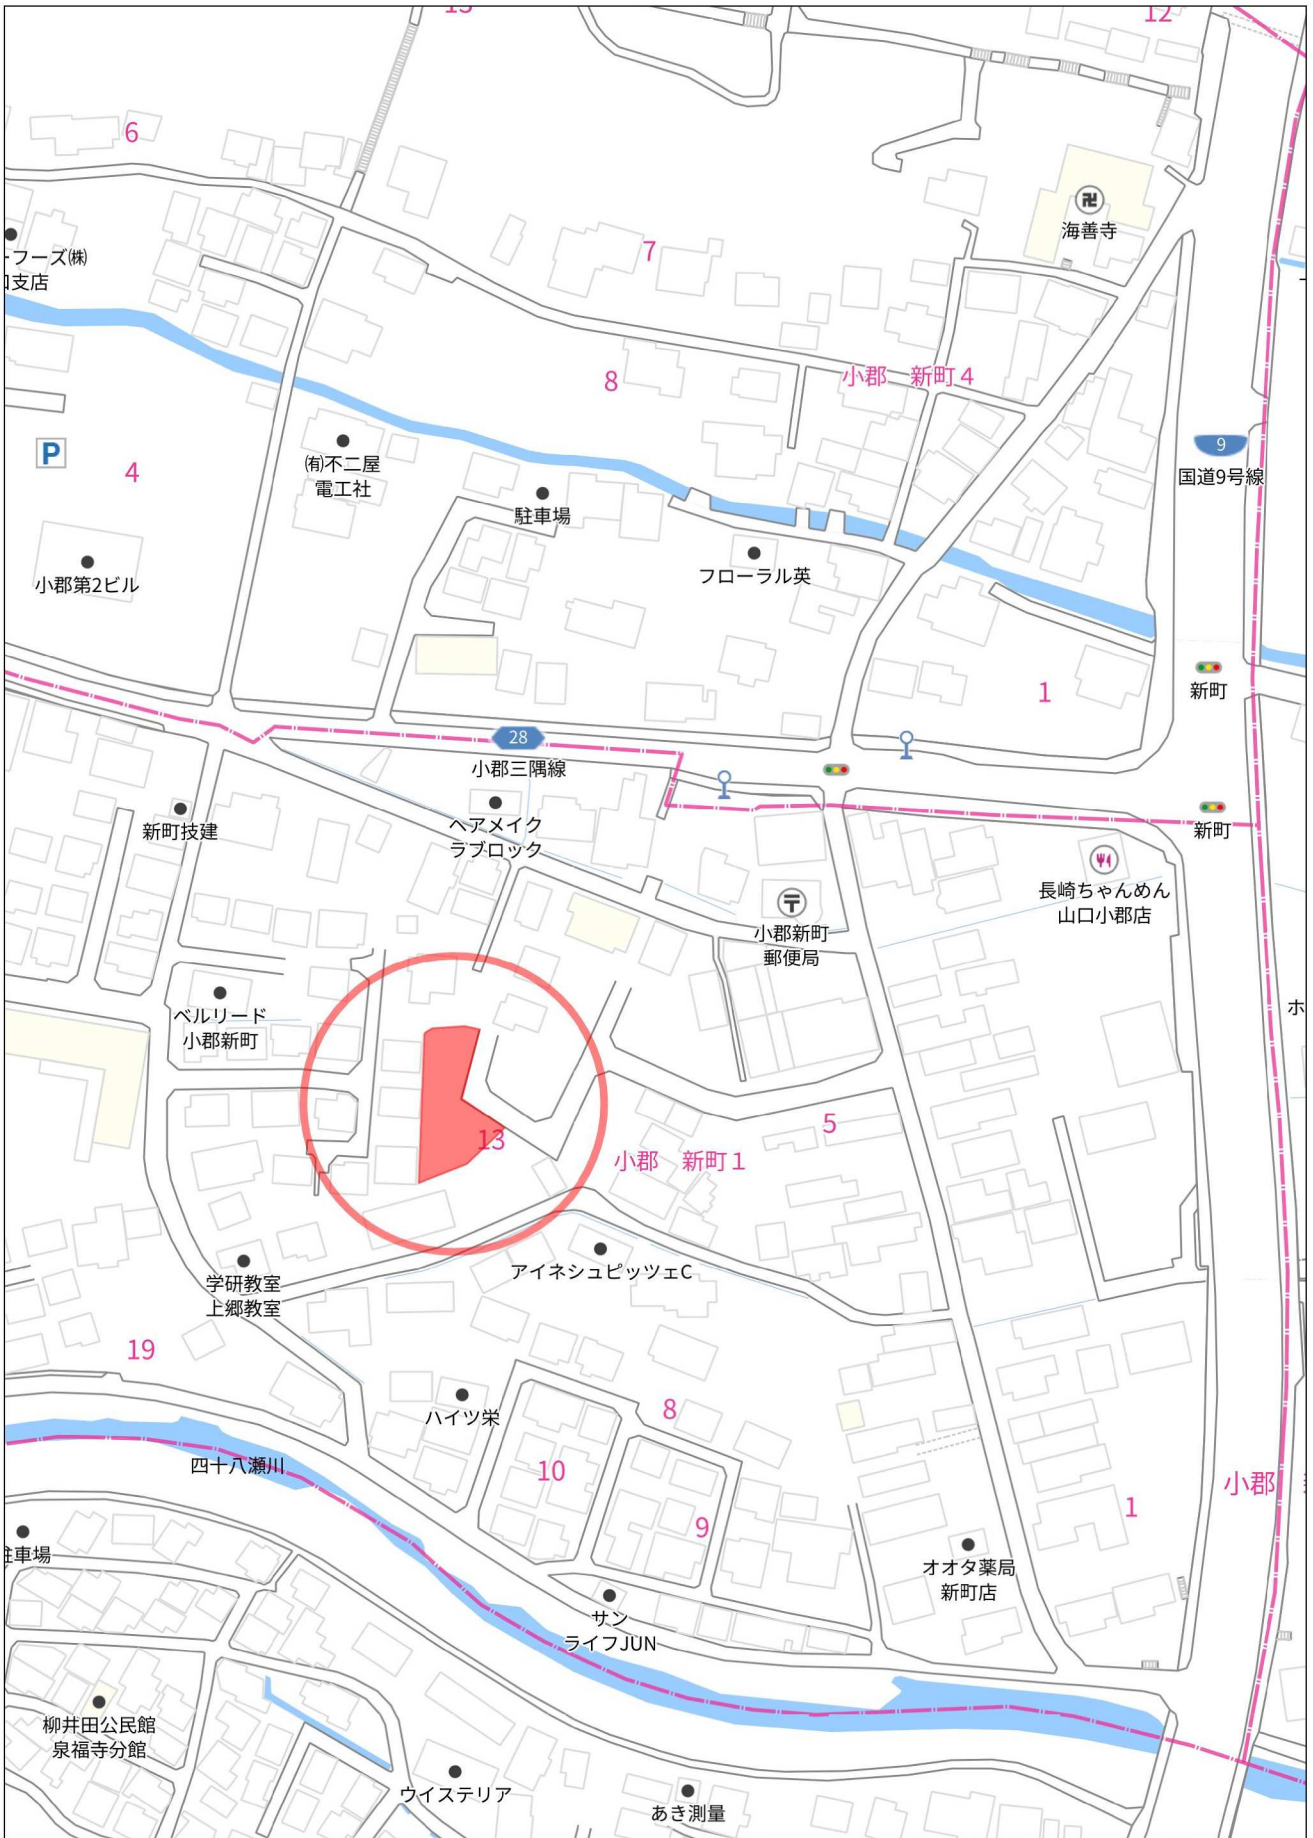 12
6
海善寺
7
ーフーズ㈱
口支店
小郡 新町4
8
9
国道9号線
P
4
㈲不二屋
電工社
駐車場
フローラル英
小郡第2ビル
1
新町
28
小郡三隅線
新町技建
ヘアメイク
ラブロック
新町
長崎ちゃんめん
山口小郡店
小郡新町
郵便局
ベルリード
小郡新町
ホ
5
13
小郡 新町1
学研教室
上郷教室
アイネシュピッツェC
19
ハイツ栄
8
10
9
四十八瀬川
小郡
1
駐車場
オオタ薬局
新町店
サン
ライフJUN
柳井田公民館
泉福寺分館
ウイステリア
あき測量